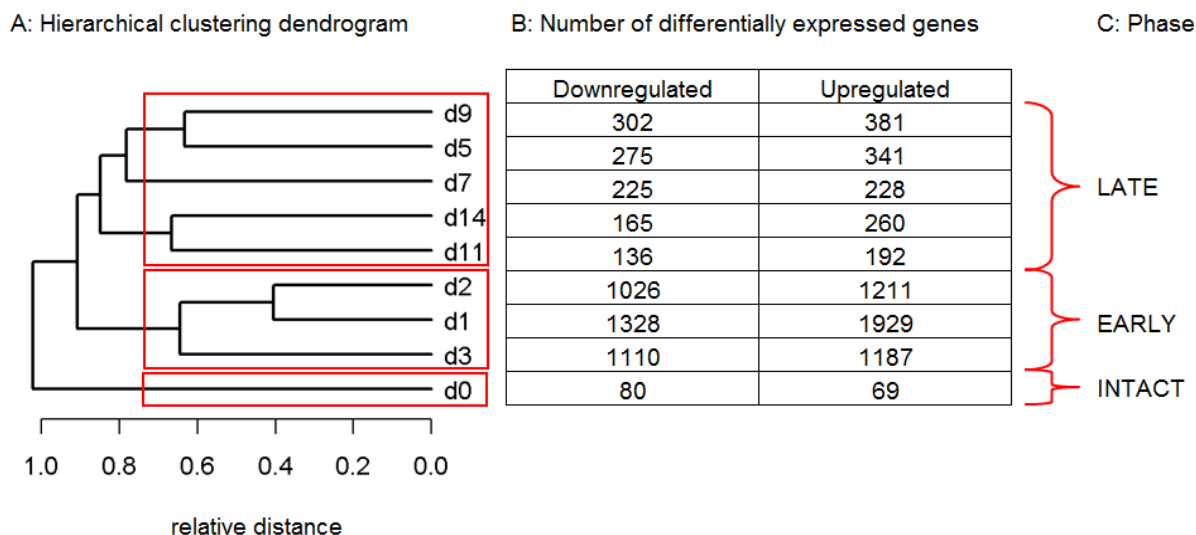 A: Hierarchical clustering dendrogram B: Number of differentially expressed genes C: Phase
Downregulated Upregulated
d9 302 381
d5 275 341
d7 225 228 LATE
d14 165 260
d11 136 192
d2 1026 1211
d1 1328 1929 EARLY
d3 1110 1187
d0 80 69 INTACT
1.0 0.8 0.6 0.4 0.2 0.0
relative distance